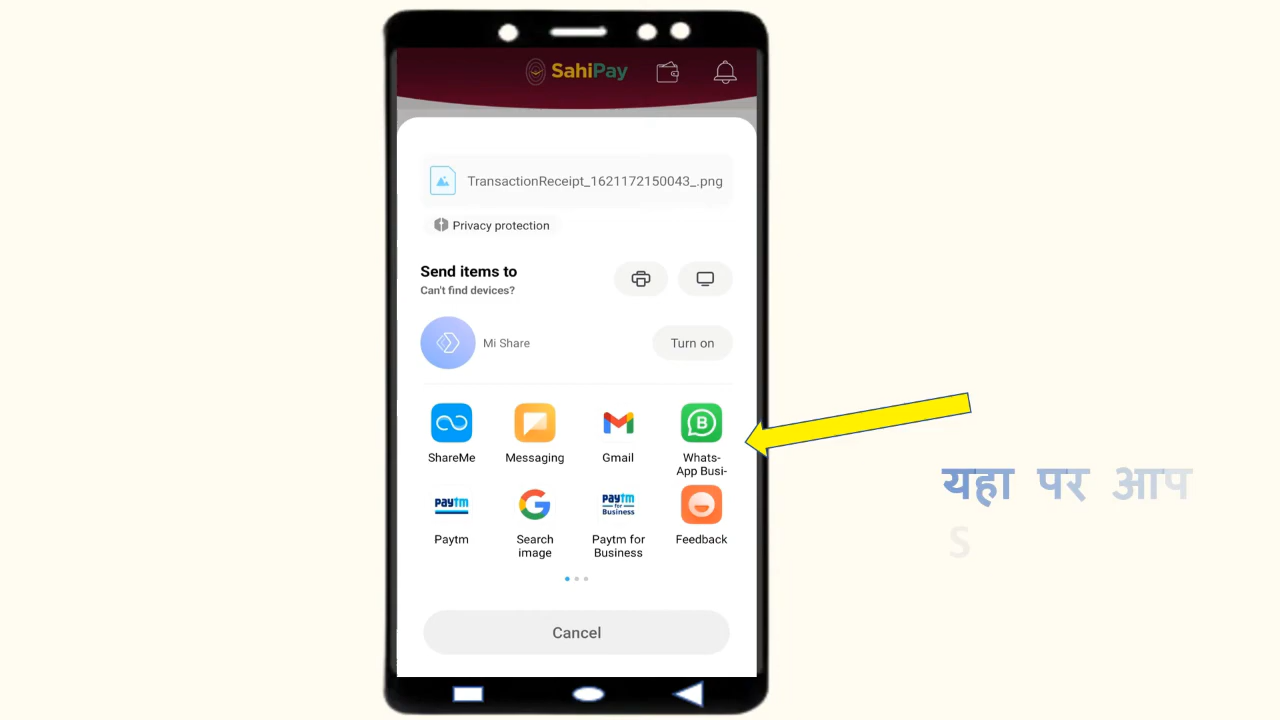 SahiPay
TransactionReceipt_1621172150043_.png
Privacy protection
Send items to
Can't find devices?
Mi Share
Turn on
ShareMe
Messaging
Gmail
Whats-
App Busi-
Paytm
Search
image
Paytm for
Business
Feedback
Cancel
यहा पर आप
S